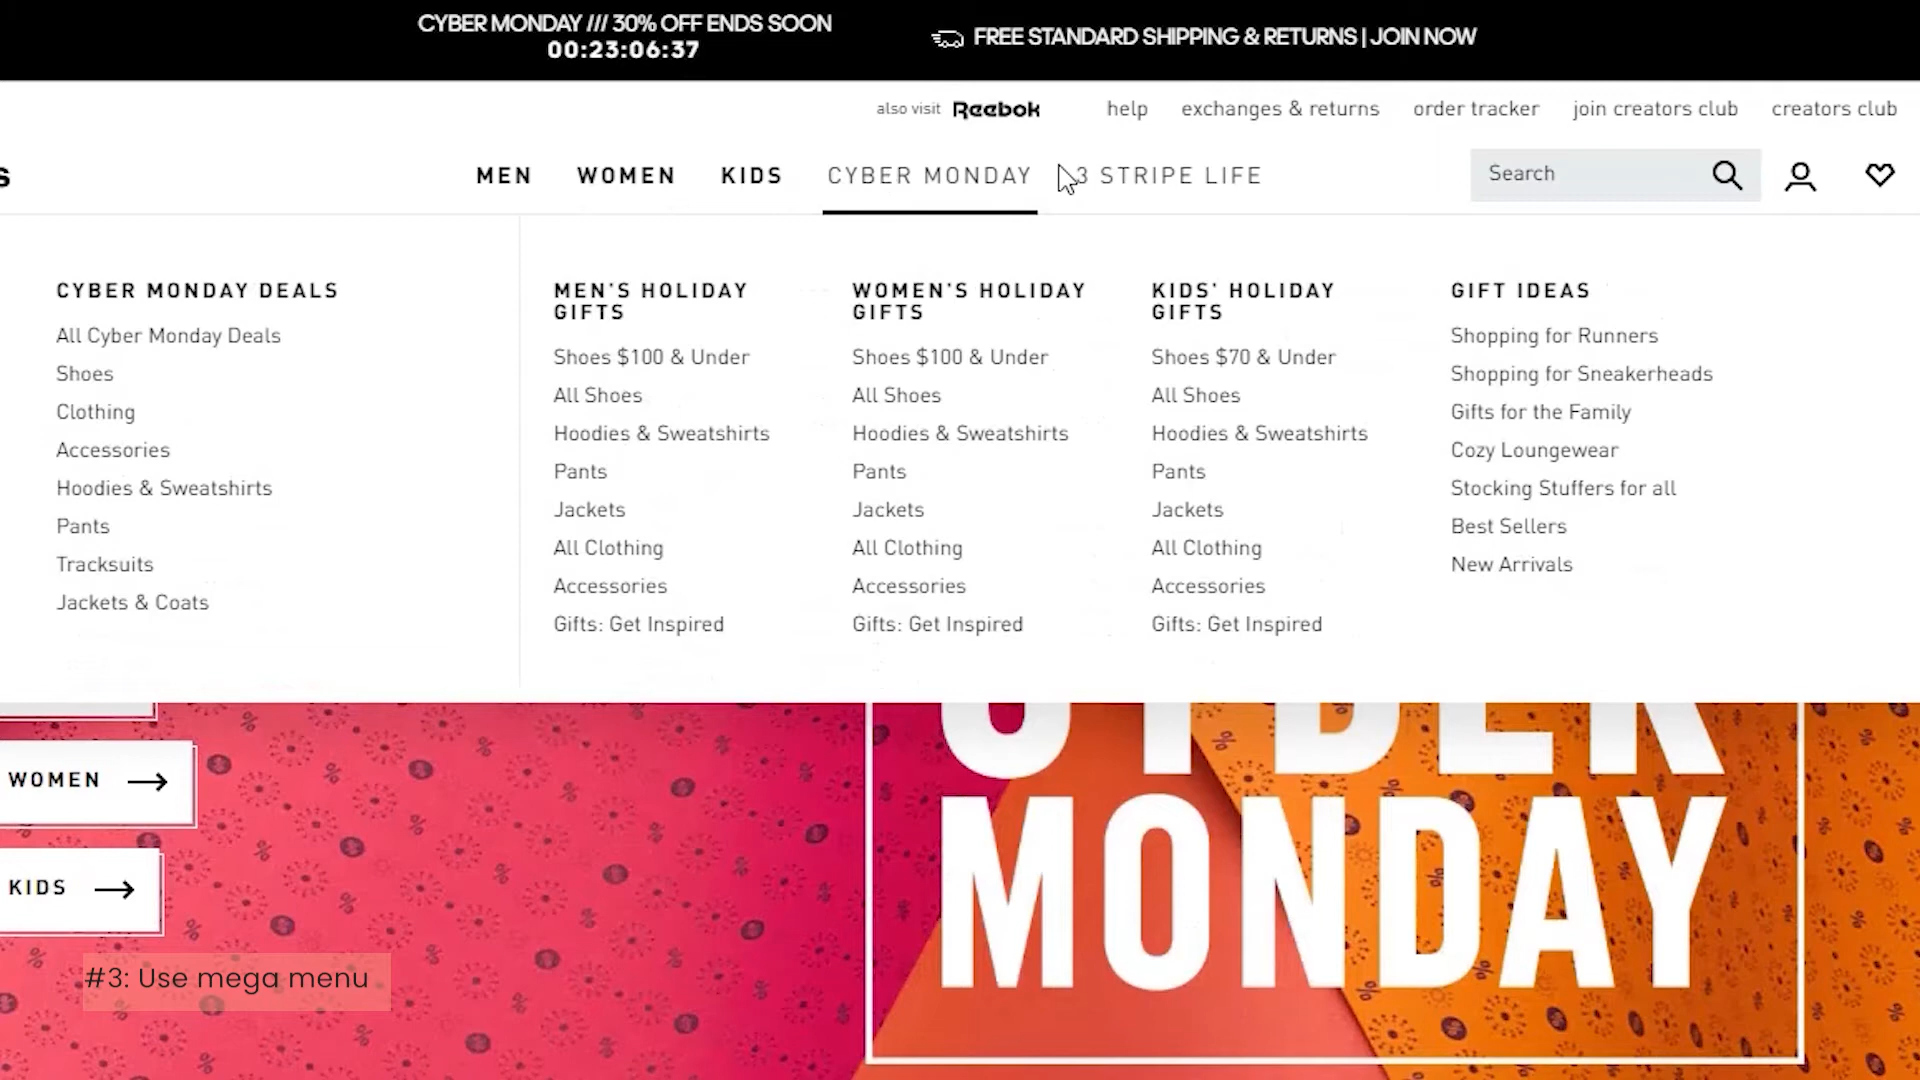 CYBER MONDAY /// 30% OFF ENDS SOON
00:23:06:37
FREE STANDARD SHIPPING & RETURNS | JOIN NOW
also visit Reebok
help
exchanges & returns
order tracker
join creators club
creators club
s
MEN
WOMEN
KIDS
CYBER MONDAY
3 STRIPE LIFE
Search
CYBER MONDAY DEALS
All Cyber Monday Deals
Shoes
Clothing
Accessories
Hoodies & Sweatshirts
Pants
Tracksuits
Jackets & Coats
MEN'S HOLIDAY
GIFTS
Shoes $100 & Under
All Shoes
Hoodies & Sweatshirts
Pants
Jackets
All Clothing
Accessories
Gifts: Get Inspired
WOMEN'S HOLIDAY
GIFTS
Shoes $100 & Under
All Shoes
Hoodies & Sweatshirts
Pants
Jackets
All Clothing
Accessories
Gifts: Get Inspired
KIDS' HOLIDAY
GIFTS
Shoes $70 & Under
All Shoes
Hoodies & Sweatshirts
Pants
Jackets
All Clothing
Accessories
Gifts: Get Inspired
GIFT IDEAS
Shopping for Runners
Shopping for Sneakerheads
Gifts for the Family
Cozy Loungewear
Stocking Stuffers for all
Best Sellers
New Arrivals
WOMEN
KIDS
CYBER
MONDAY
#3: Use mega menu